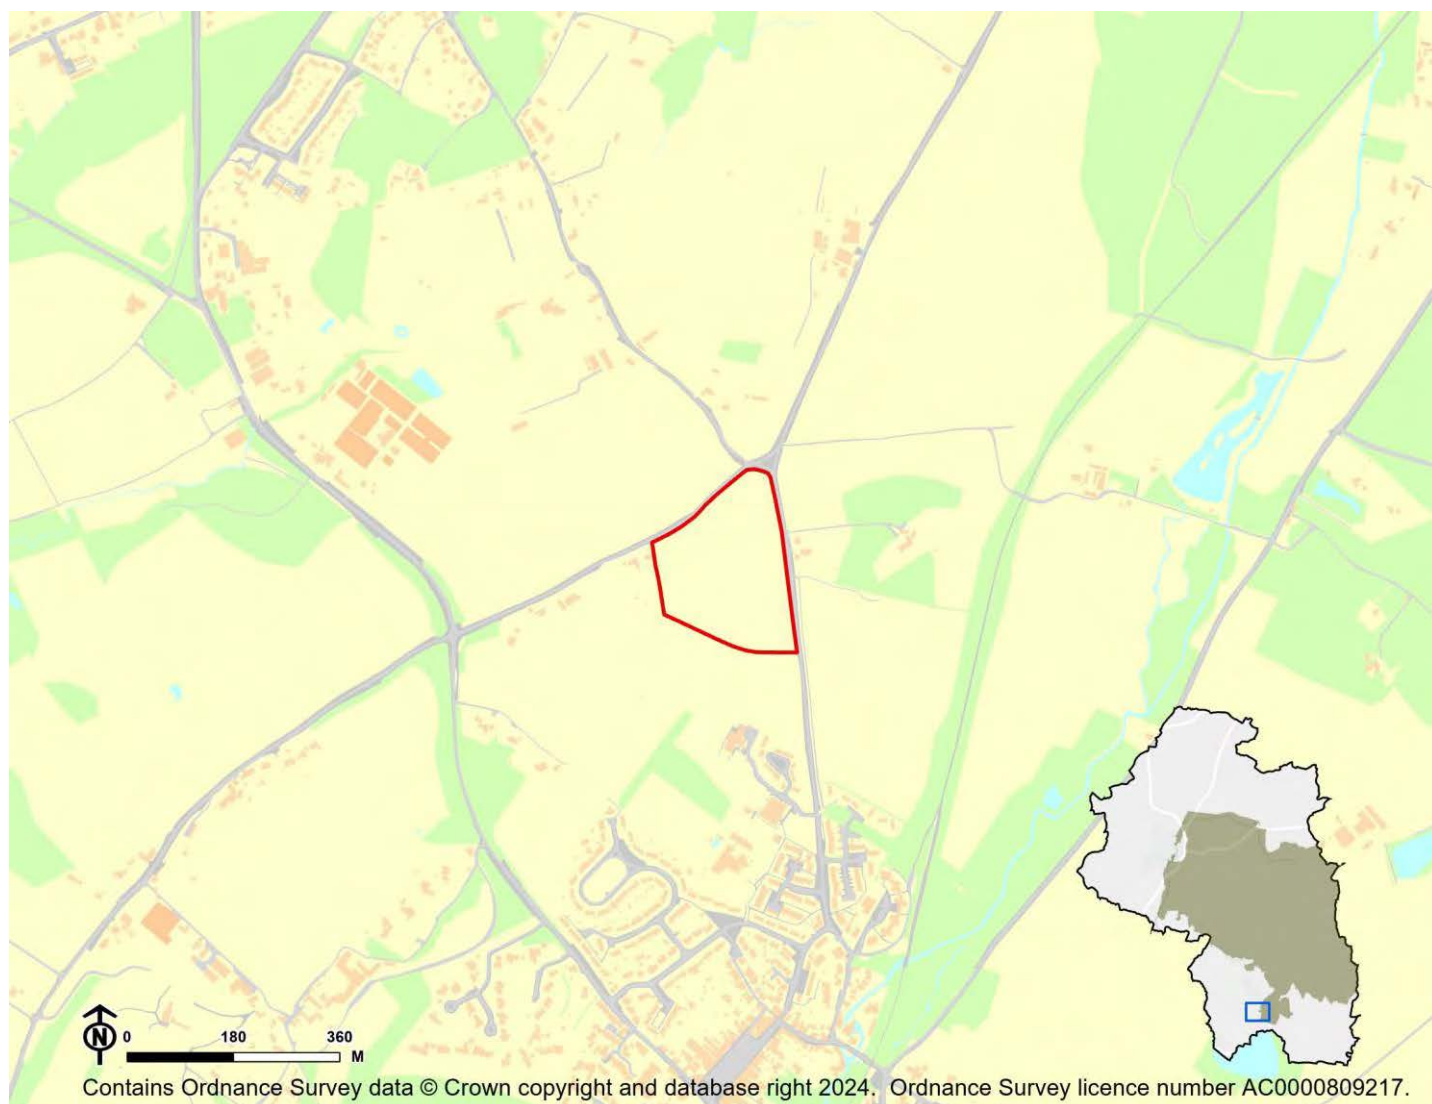 N
0 180 360
M
Contains Ordnance Survey data © Crown copyright and database right 2024. Ordnance Survey licence number AC0000809217.